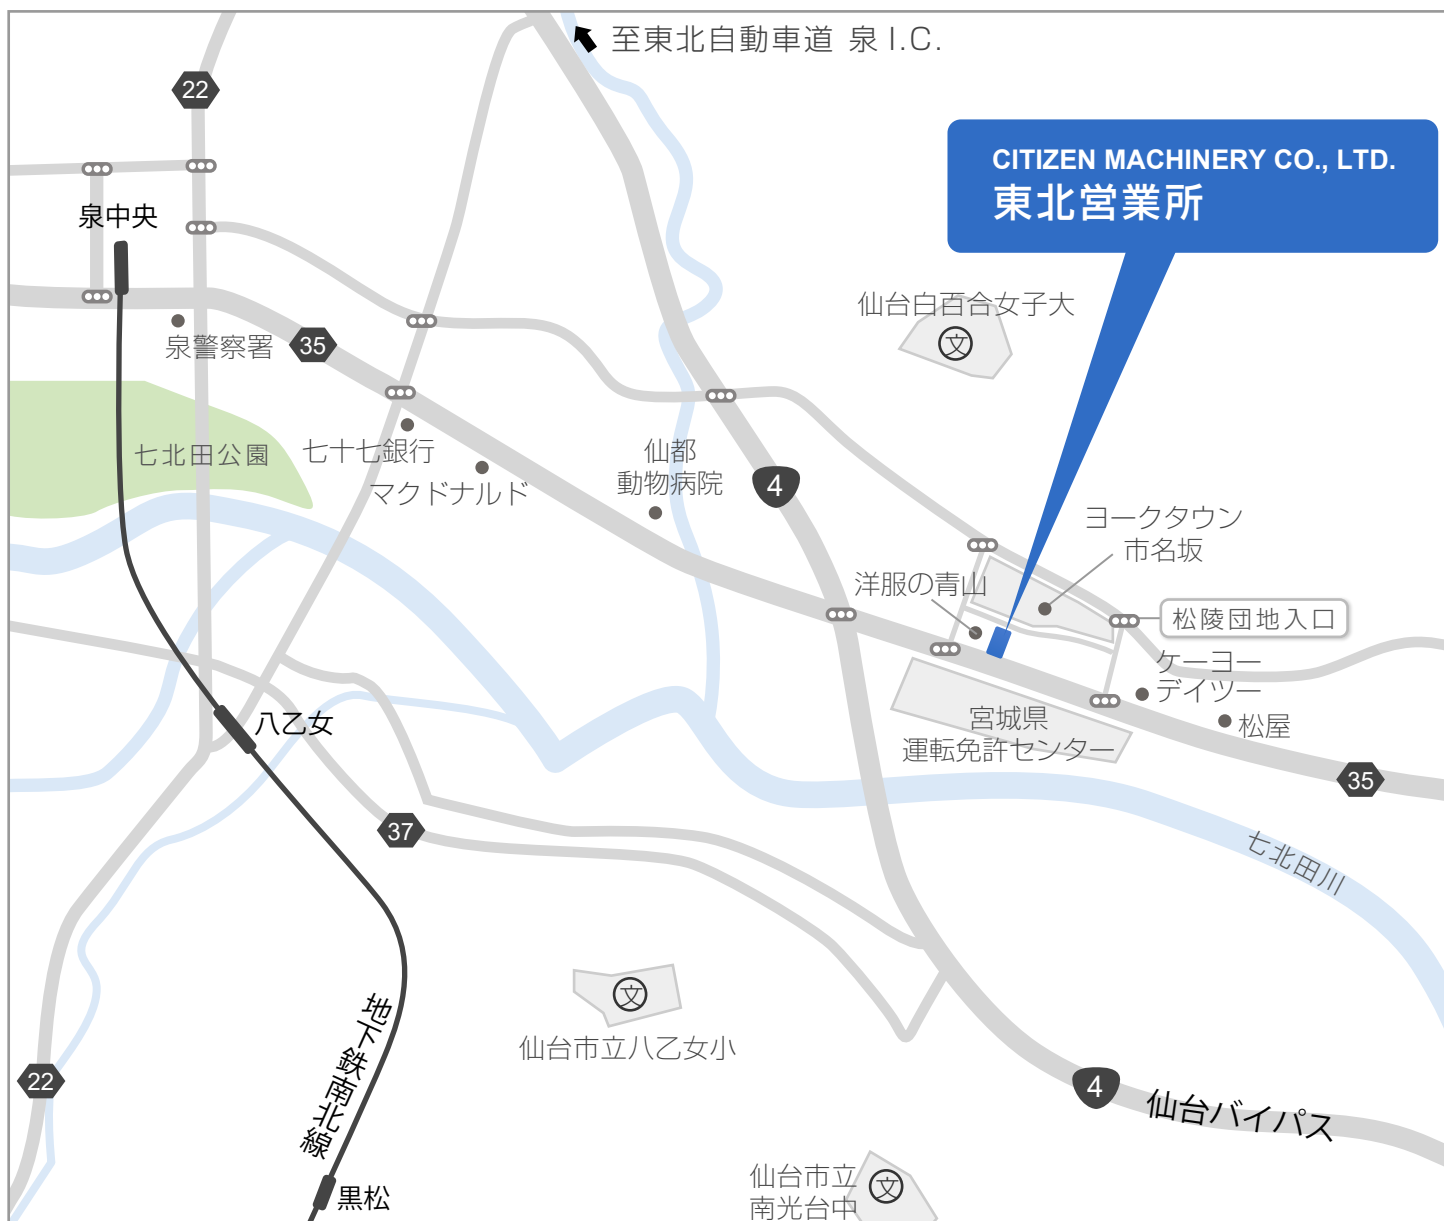 至東北自動車道 泉 I.C.
22
CITIZEN MACHINERY CO., LTD.
東北営業所
泉中央
仙台白百合女子大
文
泉警察署
35
七北田公園
七十七銀行
マクドナルド
仙都
動物病院
4
ヨークタウン
市名坂
洋服の青山
松陵団地入口
ケーヨー
デイツー
松屋
宮城県
運転免許センター
35
八乙女
37
七北田川
文
仙台市立八乙女小
地下鉄南北線
22
4
仙台バイパス
仙台市立
南光台中
文
黒松